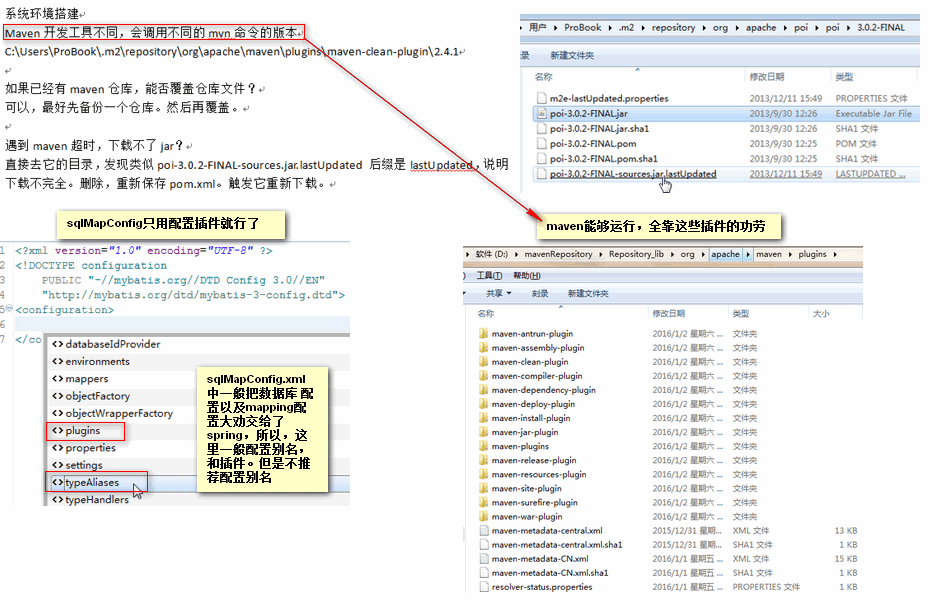 系统环境搭建
Maven 开发工具不同，会调用不同的 mvn 命令的版本
C:\Users\ProBook\.m2\repository\org\apache\maven\plugins\maven-clean-plugin\2.4.1
如果已经有 maven 仓库，能否覆盖仓库文件？
可以，最好先备份一个仓库。然后再覆盖。
遇到 maven 超时，下载不了 jar？
直接去它的目录，发现类似 poi-3.0.2-FINAL-sources.jar.lastUpdated 后缀是 lastUpdated，说明
下载不完全。删除，重新保存 pom.xml。触发它重新下载。
用户 ProBook .m2 repository org apache poi poi 3.0.2-FINAL
录 新建文件夹
名称 修改日期 类型
m2e-lastUpdated.properties 2013/12/11 15:49 PROPERTIES 文件
poi-3.0.2-FINAL.jar 2013/9/30 12:26 Executable Jar File
poi-3.0.2-FINAL.jar.sha1 2013/9/30 12:26 SHA1 文件
poi-3.0.2-FINAL.pom 2013/9/30 12:25 POM 文件
poi-3.0.2-FINAL.pom.sha1 2013/9/30 12:25 SHA1 文件
poi-3.0.2-FINAL-sources.jar.lastUpdated 2013/12/11 15:49 LASTUPDATED ...
sqlMapConfig只用配置插件就行了
maven能够运行，全靠这些插件的功劳
1 <?xml version="1.0" encoding="UTF-8" ?>
2 <!DOCTYPE configuration
3 PUBLIC "-//mybatis.org//DTD Config 3.0//EN"
4 "http://mybatis.org/dtd/mybatis-3-config.dtd">
5 <configuration>
6
7 </co
<> databaseIdProvider
<> environments
<> mappers
<> objectFactory
<> objectWrapperFactory
<> plugins
<> properties
<> settings
<> typeAliases
<> typeHandlers
sqlMapConfig.xml
中一般把数据库 配
置以及mapping配
置大劝交给了
spring，所以，这
里一般配置别名，
和插件。但是不推
荐配置别名
软件 (D:) mavenRepository Repository_lib org apache maven plugins
工具(T) 帮助(H)
共享 刻录 新建文件夹
名称 修改日期 类型 大小
maven-antrun-plugin 2016/1/2 星期六 ... 文件夹
maven-assembly-plugin 2016/1/2 星期六 ... 文件夹
maven-clean-plugin 2016/1/2 星期六 ... 文件夹
maven-compiler-plugin 2016/1/2 星期六 ... 文件夹
maven-dependency-plugin 2016/1/2 星期六 ... 文件夹
maven-deploy-plugin 2016/1/2 星期六 ... 文件夹
maven-install-plugin 2016/1/2 星期六 ... 文件夹
maven-jar-plugin 2016/1/2 星期六 ... 文件夹
maven-plugins 2016/1/2 星期六 ... 文件夹
maven-release-plugin 2016/1/2 星期六 ... 文件夹
maven-resources-plugin 2016/1/2 星期六 ... 文件夹
maven-site-plugin 2016/1/2 星期六 ... 文件夹
maven-surefire-plugin 2016/1/2 星期六 ... 文件夹
maven-war-plugin 2016/1/2 星期六 ... 文件夹
maven-metadata-central.xml 2015/12/31 星期... XML 文件 13 KB
maven-metadata-central.xml.sha1 2015/12/31 星期... SHA1 文件 1 KB
maven-metadata-CN.xml 2016/1/1 星期五 ... XML 文件 15 KB
maven-metadata-CN.xml.sha1 2016/1/1 星期五 ... SHA1 文件 1 KB
resolver-status.properties 2016/1/1 星期五 ... PROPERTIES 文件 1 KB